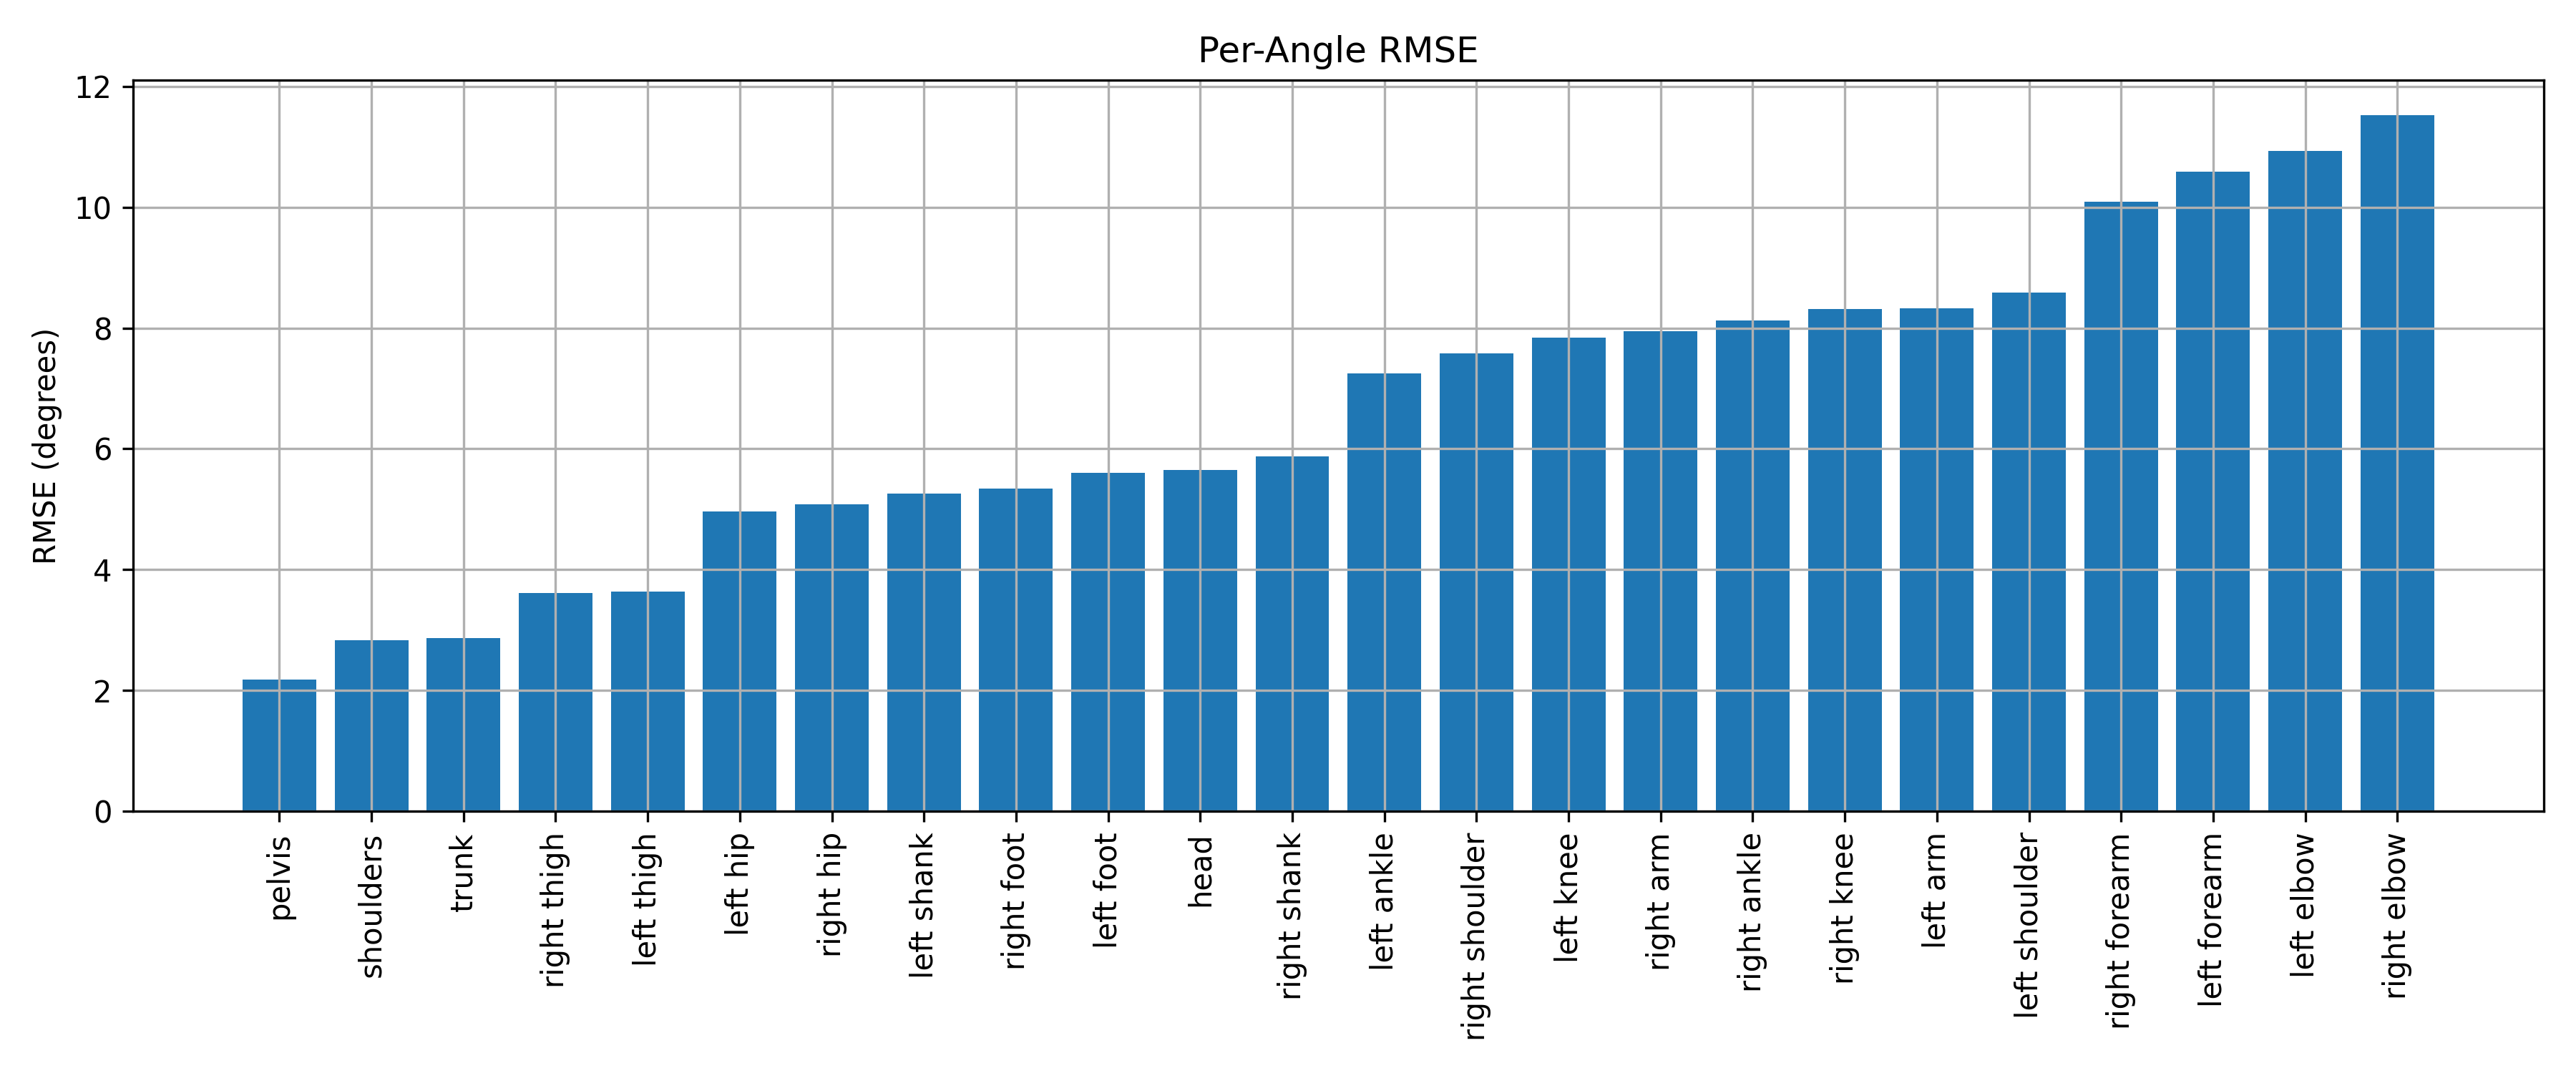 Per-Angle RMSE
RMSE (degrees)
12
10
8
6
4
2
0
pelvis
shoulders
trunk
right thigh
left thigh
left hip
right hip
left shank
right foot
left foot
head
right shank
left ankle
right shoulder
left knee
right arm
right ankle
right knee
left arm
left shoulder
right forearm
left forearm
left elbow
right elbow